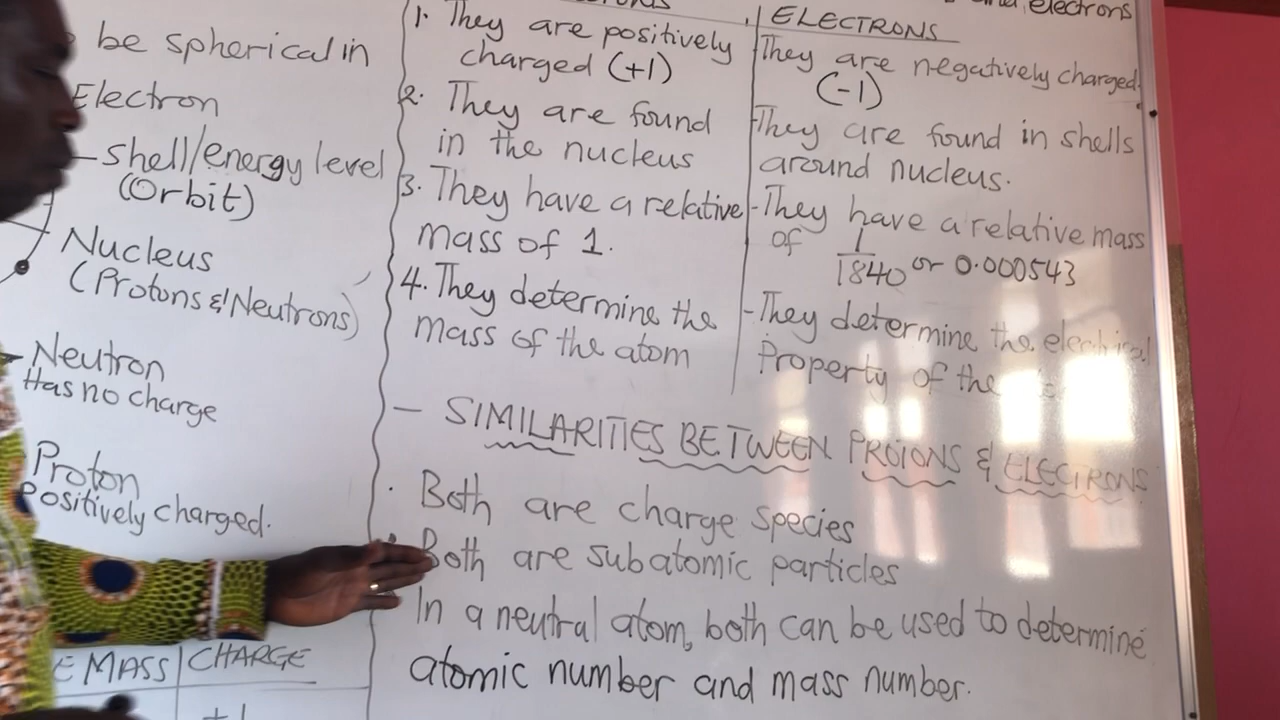 be spherical in
Electron
Shell/energy level
(Orbit)
Nucleus
(Protons & Neutrons)
Neutron
Has no charge
Proton
Positively charged.
MASS | CHARGE
+1
1. They are positively
charged (+1)
2. They are found
in the nucleus
3. They have a relative
mass of 1.
4. They determine the
mass of the atom
and electrons
ELECTRONS
They are negatively charged.
(-1)
They are found in shells
around nucleus.
- They have a relative mass
of 1/1840 or 0.000543
- They determine the electrical
Property of the
- SIMILARITIES BETWEEN PROTONS & ELECTRONS
. Both are charge species
. Both are subatomic particles
In a neutral atom, both can be used to determine
atomic number and mass number.